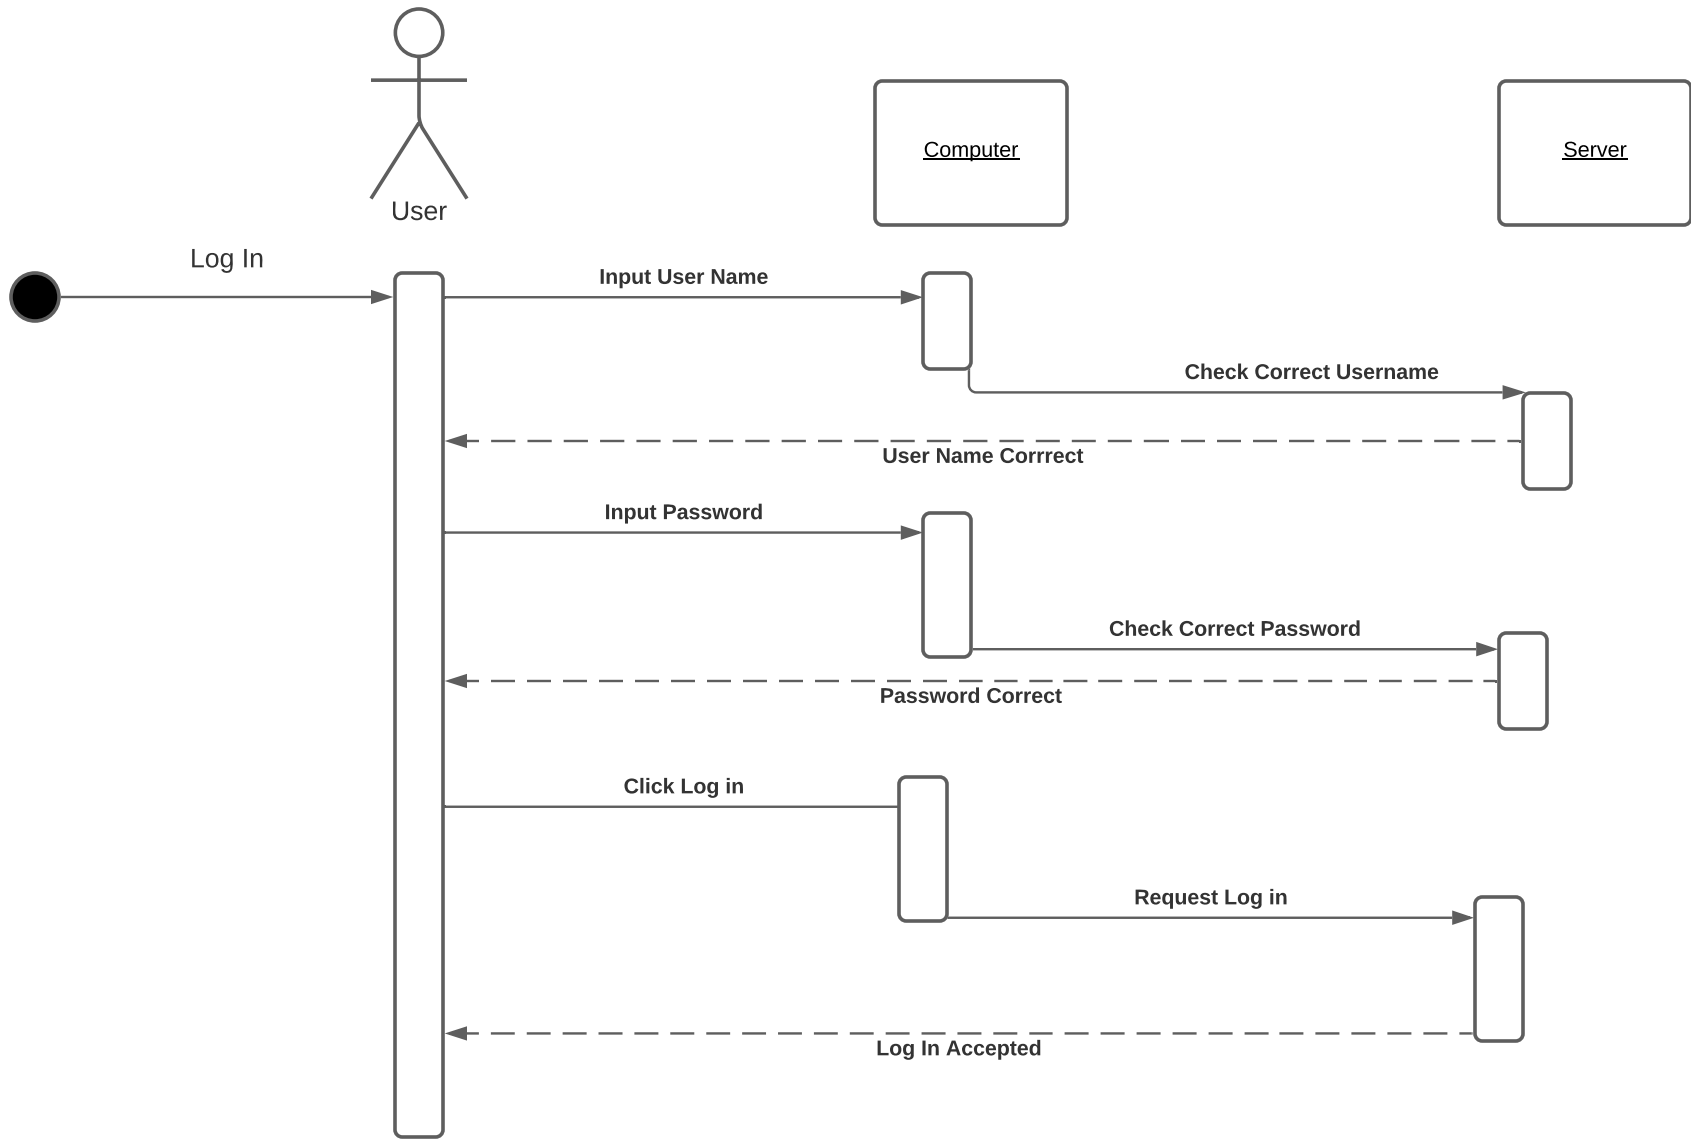 Computer
Server
User
Log In
Input User Name
Check Correct Username
User Name Corrrect
Input Password
Check Correct Password
Password Correct
Click Log in
Request Log in
Log In Accepted